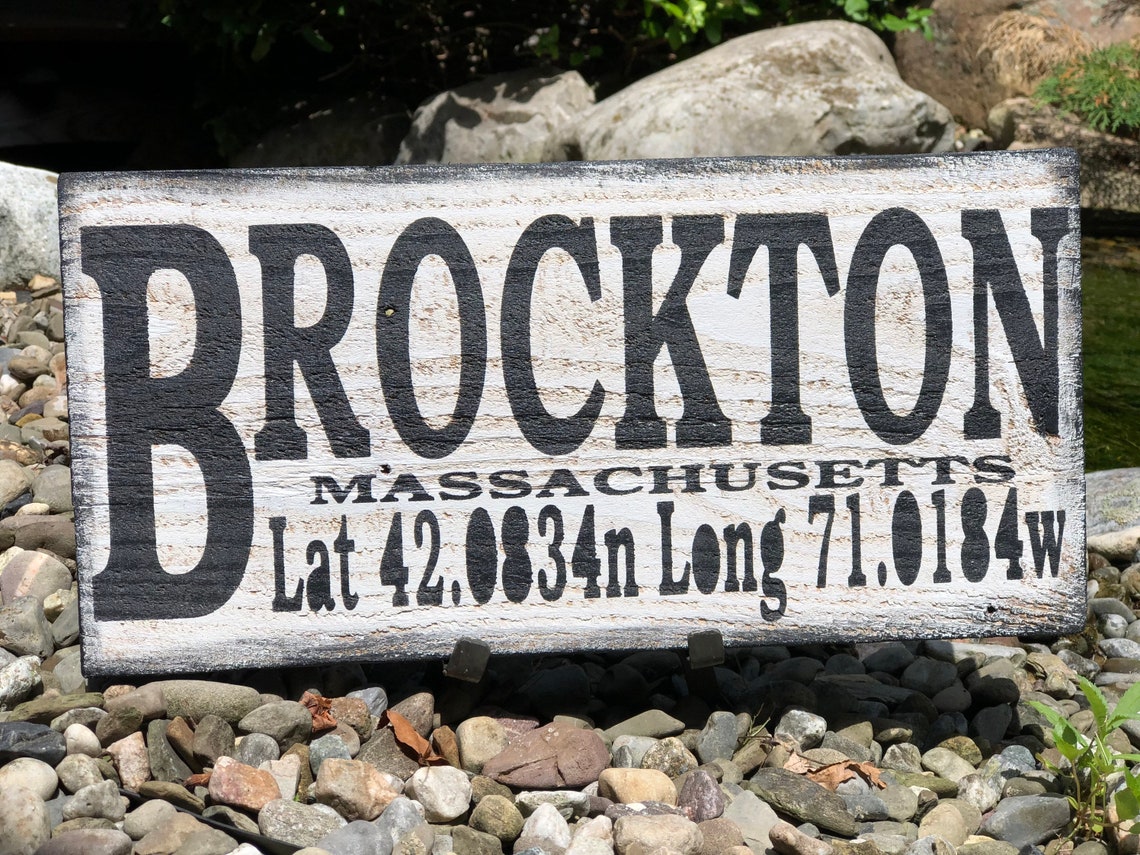 BROCKTON
MASSACHUSETTS
Lat 42.0834n Long 71.0184w